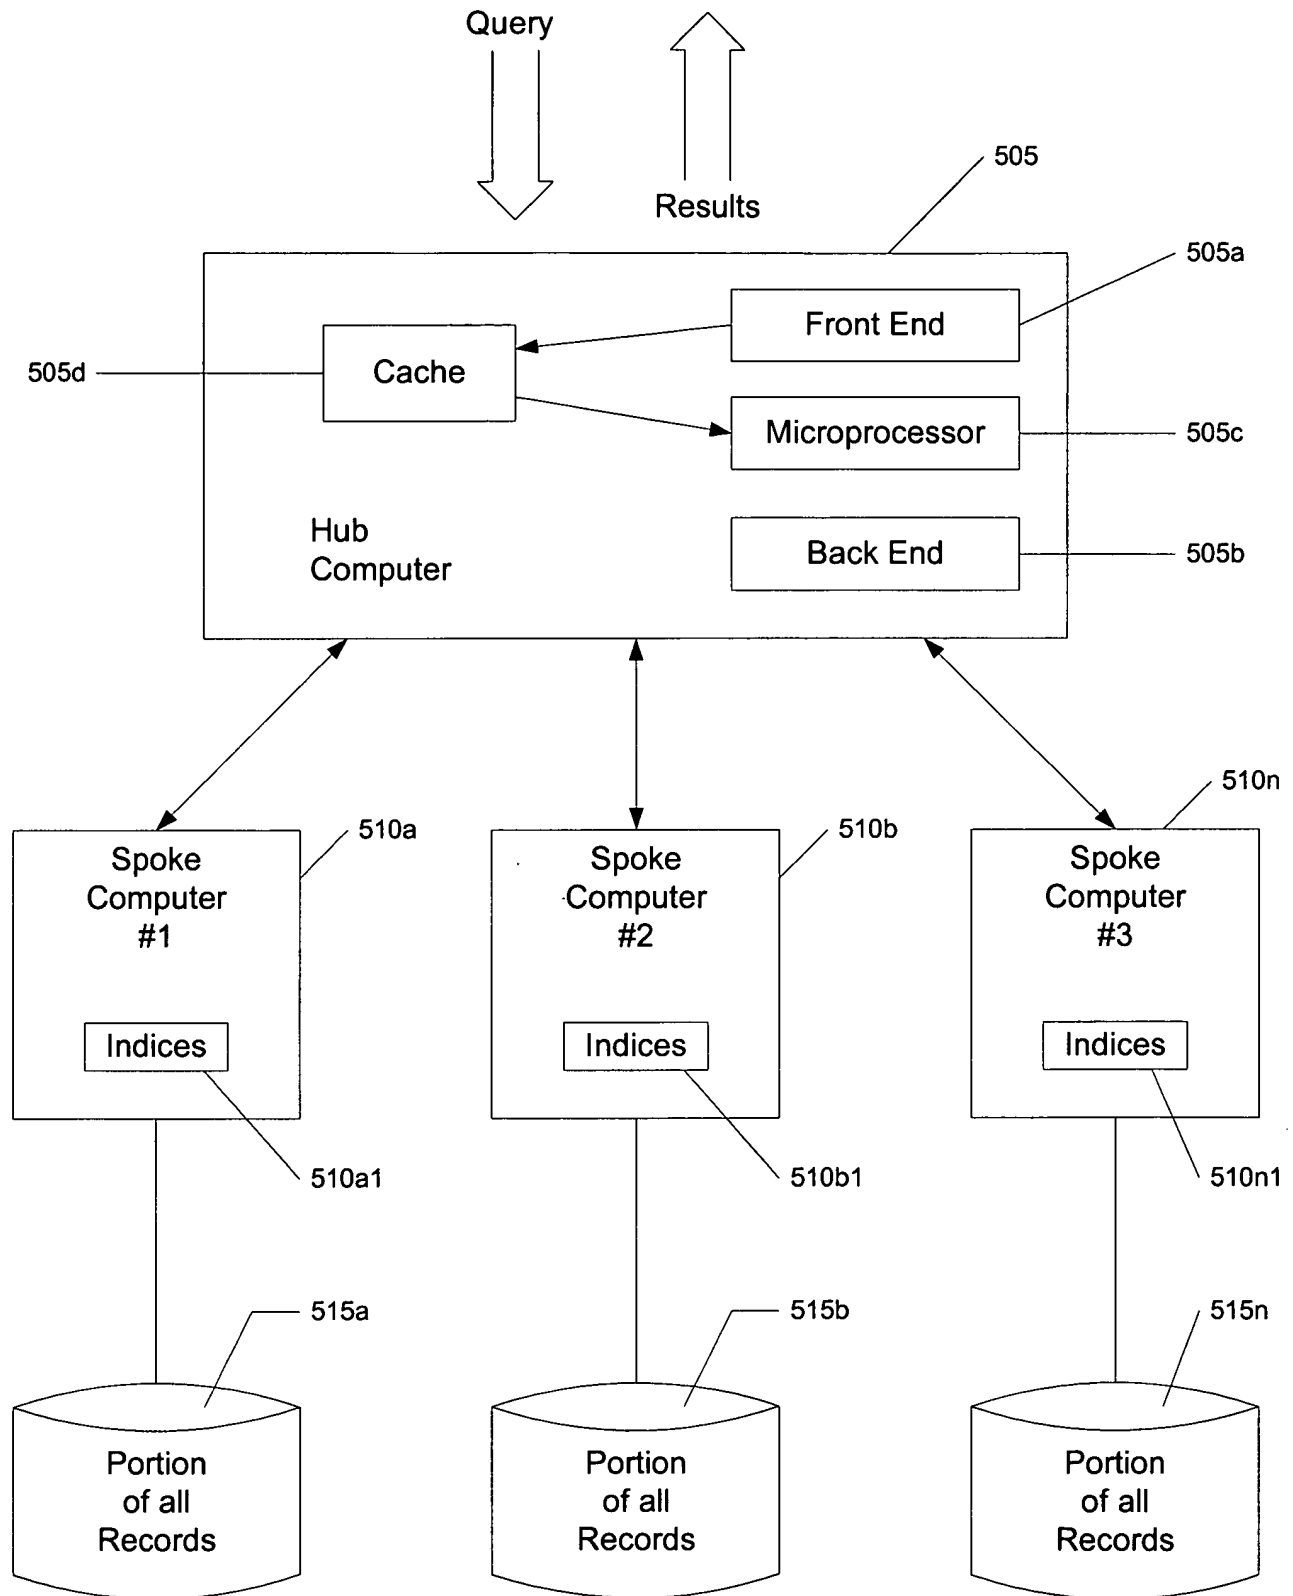 Query
Results
505
505a
Front End
Cache
505d
Microprocessor
505c
Hub
Computer
Back End
505b
510n
510a
510b
Spoke
Computer
#1
Spoke
Computer
#2
Spoke
Computer
#3
Indices
Indices
Indices
510a1
510b1
510n1
515a
515b
515n
Portion
of all
Records
Portion
of all
Records
Portion
of all
Records